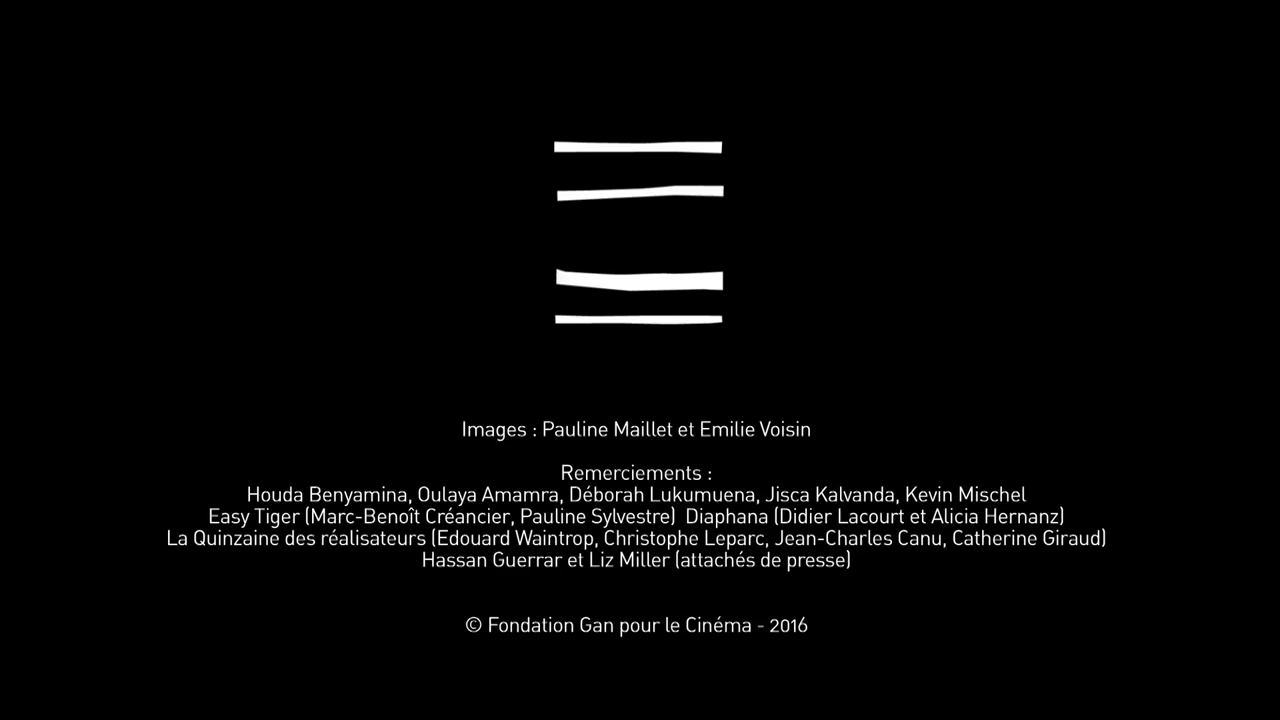 Images : Pauline Maillet et Emilie Voisin
Remerciements :
Houda Benyamina, Oulaya Amamra, Déborah Lukumuena, Jisca Kalvanda, Kevin Mischel
Easy Tiger (Marc-Benoît Créancier, Pauline Sylvestre)  Diaphana (Didier Lacourt et Alicia Hernanz)
La Quinzaine des réalisateurs (Edouard Waintrop, Christophe Leparc, Jean-Charles Canu, Catherine Giraud)
Hassan Guerrar et Liz Miller (attachés de presse)
© Fondation Gan pour le Cinéma - 2016